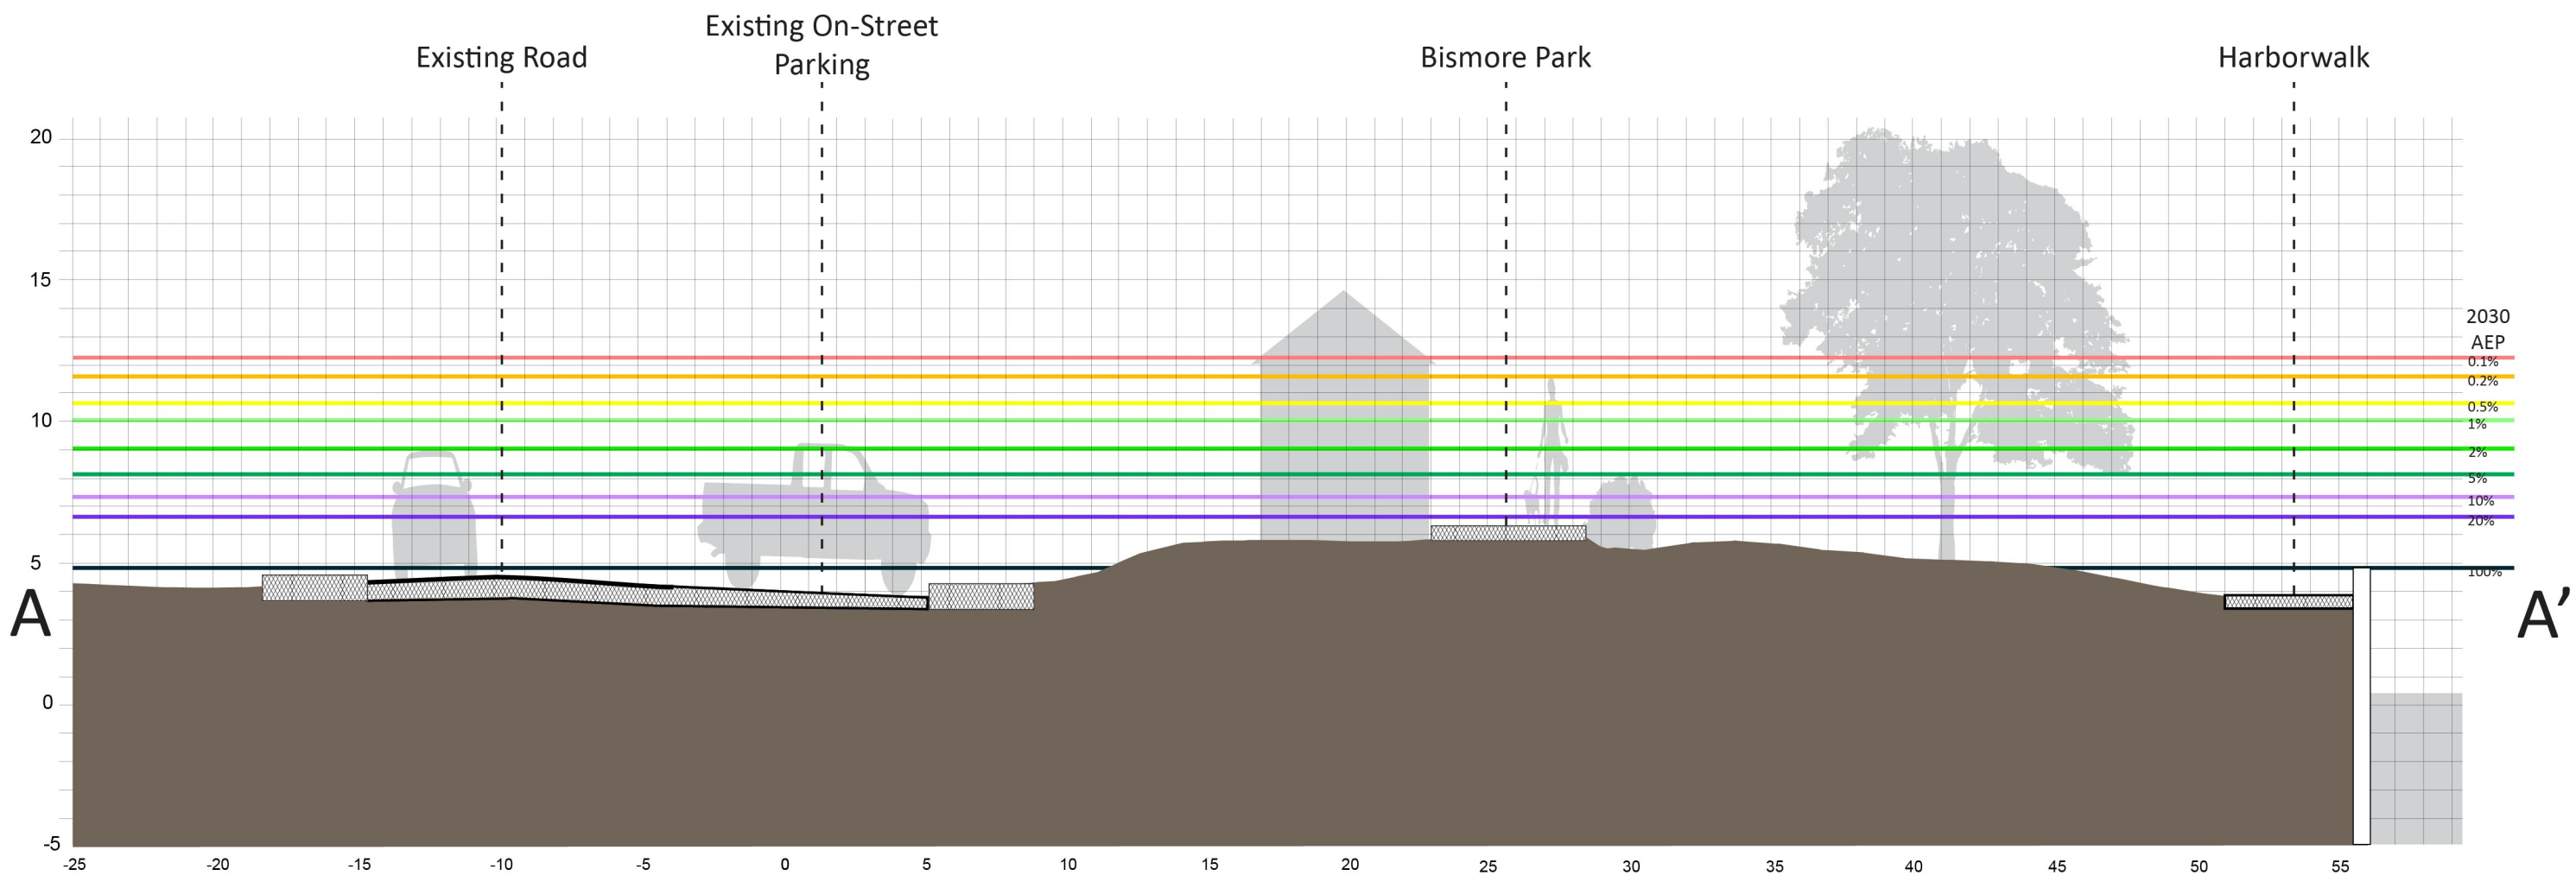 Existing Road
Existing On-Street
Parking
Bismore Park
Harborwalk
20
15
10
5
0
-5
2030
AEP
0.1%
0.2%
0.5%
1%
2%
5%
10%
20%
100%
A
A’
-25 -20 -15 -10 -5 0 5 10 15 20 25 30 35 40 45 50 55